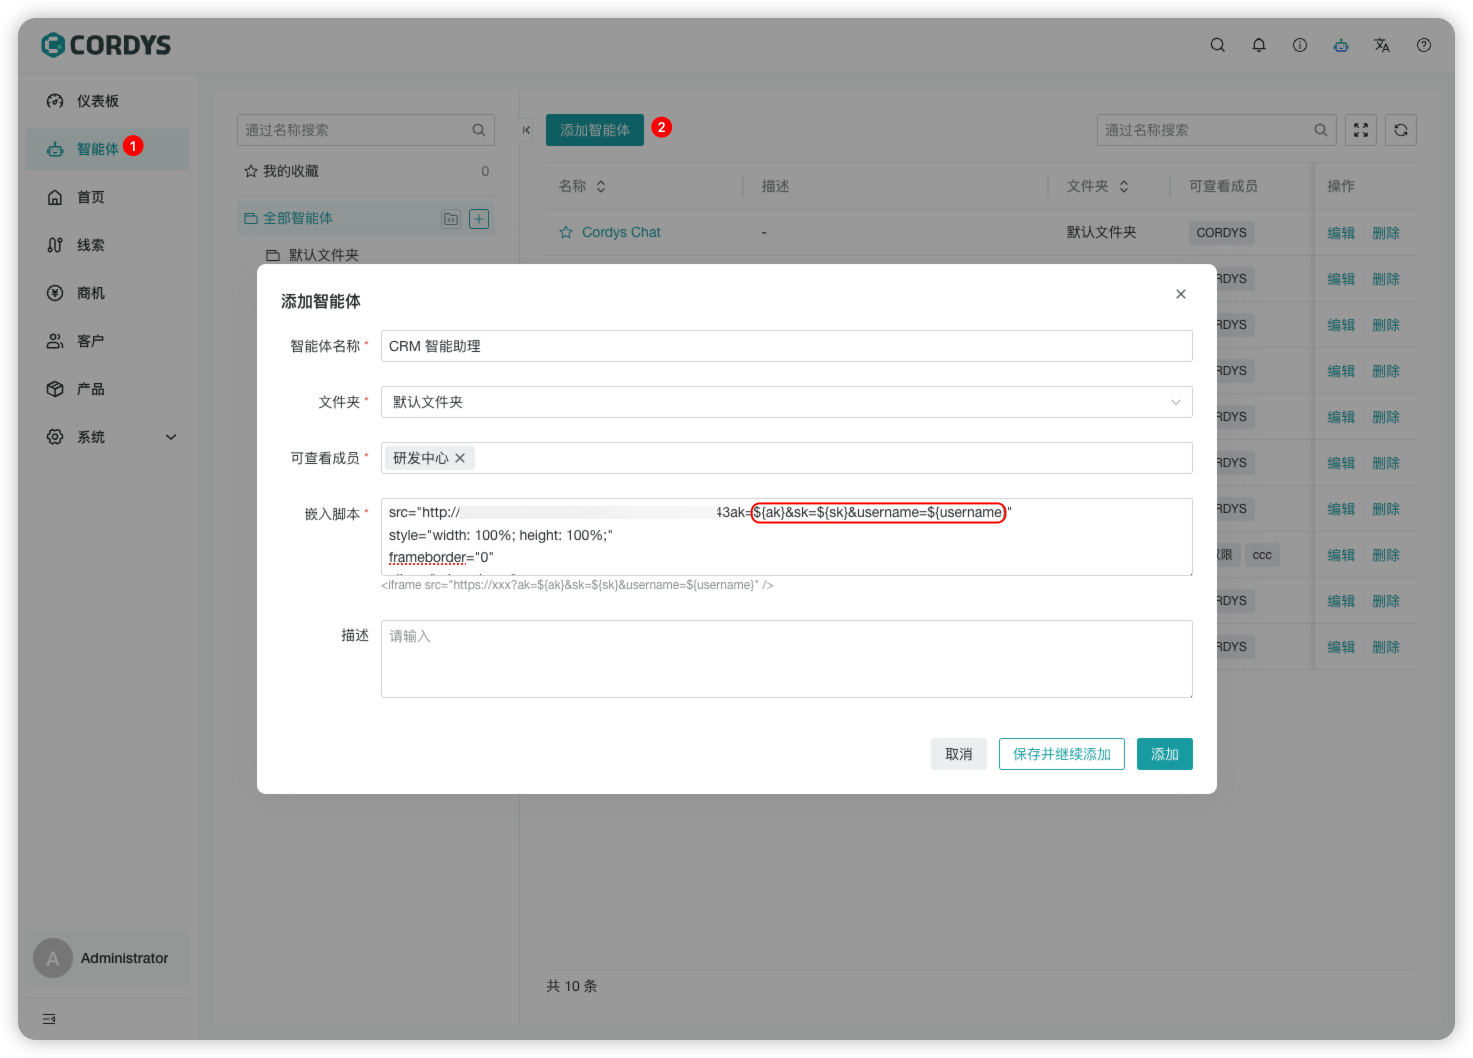 CORDYS
仪表板
智能体 1
首页
线索
商机
客户
产品
系统
A Administrator
通过名称搜索
我的收藏 0
全部智能体
默认文件夹
添加智能体 2
通过名称搜索
名称 描述 文件夹 可查看成员 操作
Cordys Chat - 默认文件夹 CORDYS 编辑 删除
RDYS 编辑 删除
RDYS 编辑 删除
RDYS 编辑 删除
RDYS 编辑 删除
RDYS 编辑 删除
RDYS 编辑 删除
限 ccc 编辑 删除
RDYS 编辑 删除
RDYS 编辑 删除
添加智能体
智能体名称 * CRM 智能助理
文件夹 * 默认文件夹
可查看成员 * 研发中心
嵌入脚本 * src="http:// 43ak=${ak}&sk=${sk}&username=${username}"
style="width: 100%; height: 100%;"
frameborder="0"
<iframe src="https://xxx?ak=${ak}&sk=${sk}&username=${username}" />
描述 请输入
取消 保存并继续添加 添加
共 10 条